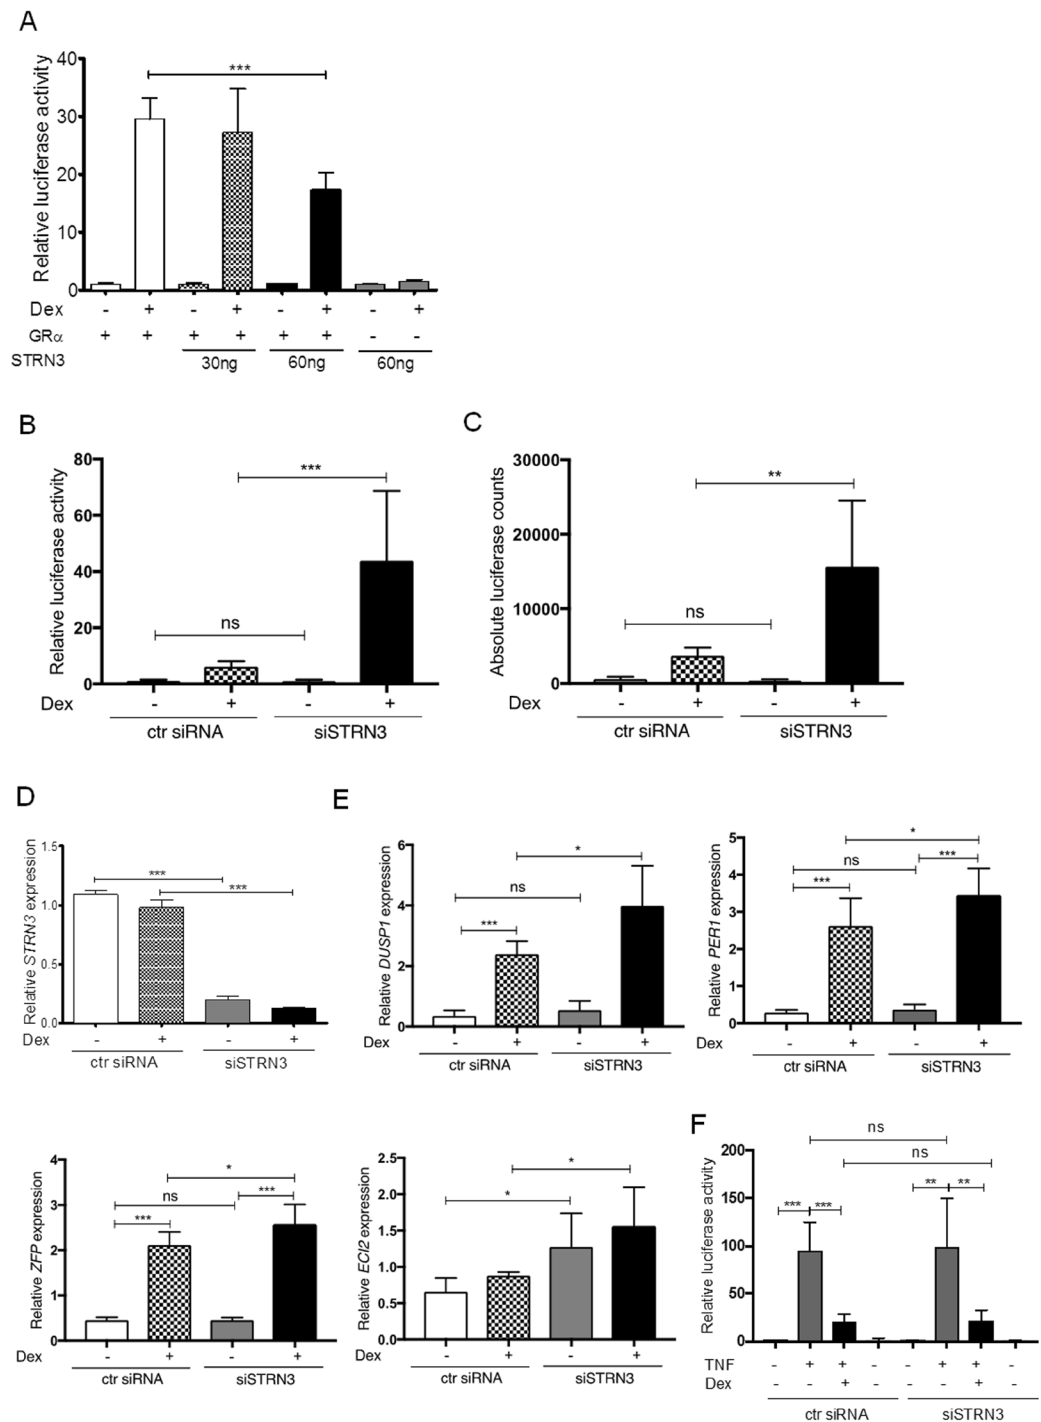 A
Relative luciferase activity
40
30
20
10
0
***
Dex - + - + - + - +
GRα + + + + + + - -
STRN3 30ng 60ng 60ng
B
Relative luciferase activity
80
60
40
20
0
***
ns
Dex - + - +
ctr siRNA siSTRN3
C
Absolute luciferase counts
30000
20000
10000
0
**
ns
Dex - + - +
ctr siRNA siSTRN3
D
Relative STRN3 expression
1.5
1.0
0.5
0.0
***
***
Dex - + - +
ctr siRNA siSTRN3
E
Relative DUSP1 expression
6
4
2
0
*
ns
***
Dex - + - +
ctr siRNA siSTRN3
Relative PER1 expression
5
4
3
2
1
0
*
***
ns
***
Dex - + - +
ctr siRNA siSTRN3
Relative ZFP expression
4
3
2
1
0
*
***
ns
***
Dex - + - +
ctr siRNA siSTRN3
Relative ECI2 expression
2.5
2.0
1.5
1.0
0.5
0.0
*
*
Dex - + - +
ctr siRNA siSTRN3
F
Relative luciferase activity
200
150
100
50
0
ns
ns
*** *** ** **
TNF - + + - - + + -
Dex - - + - - - + -
ctr siRNA siSTRN3